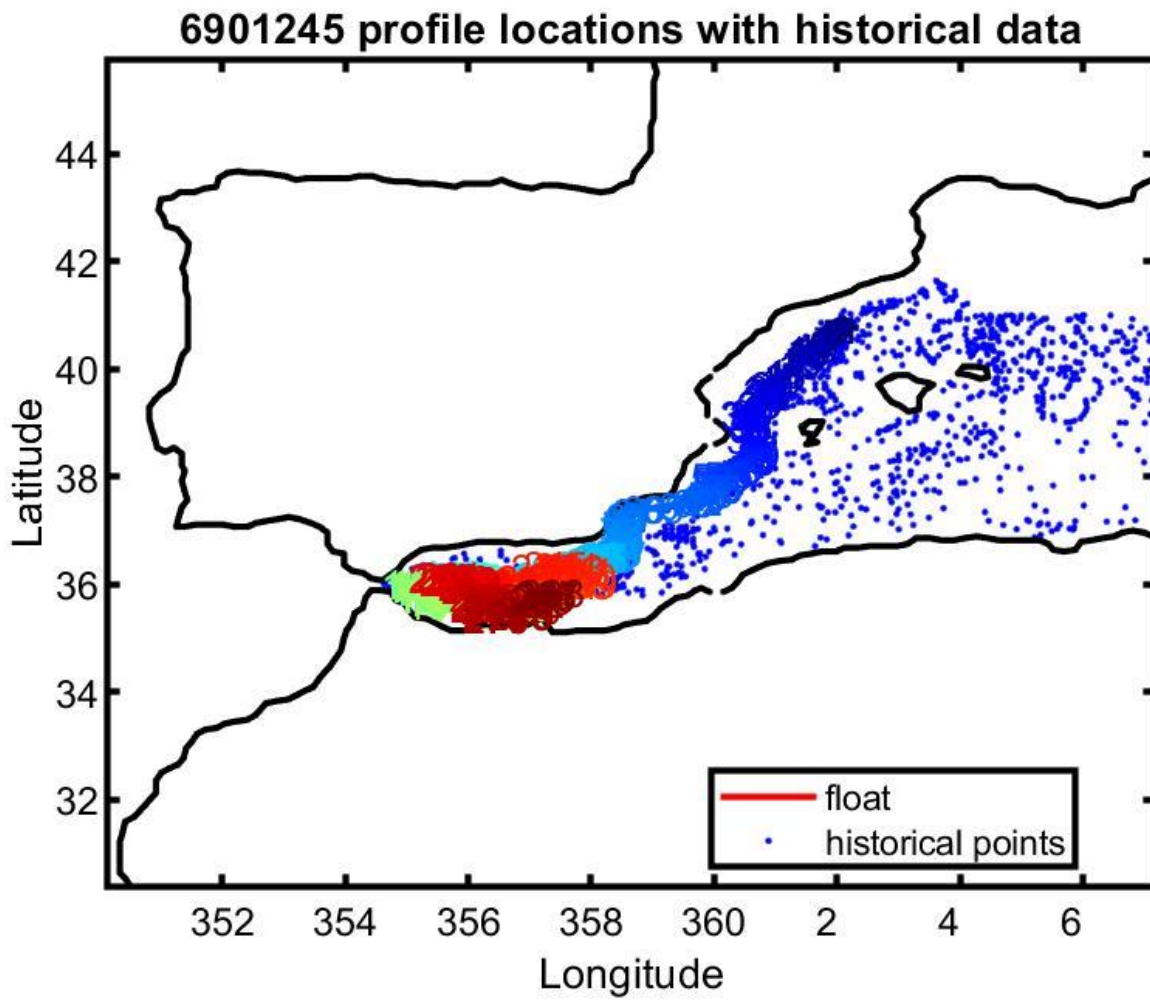 6901245 profile locations with historical data
44
42
40
38
36
34
32
Latitude
352 354 356 358 360 2 4 6
Longitude
float
historical points